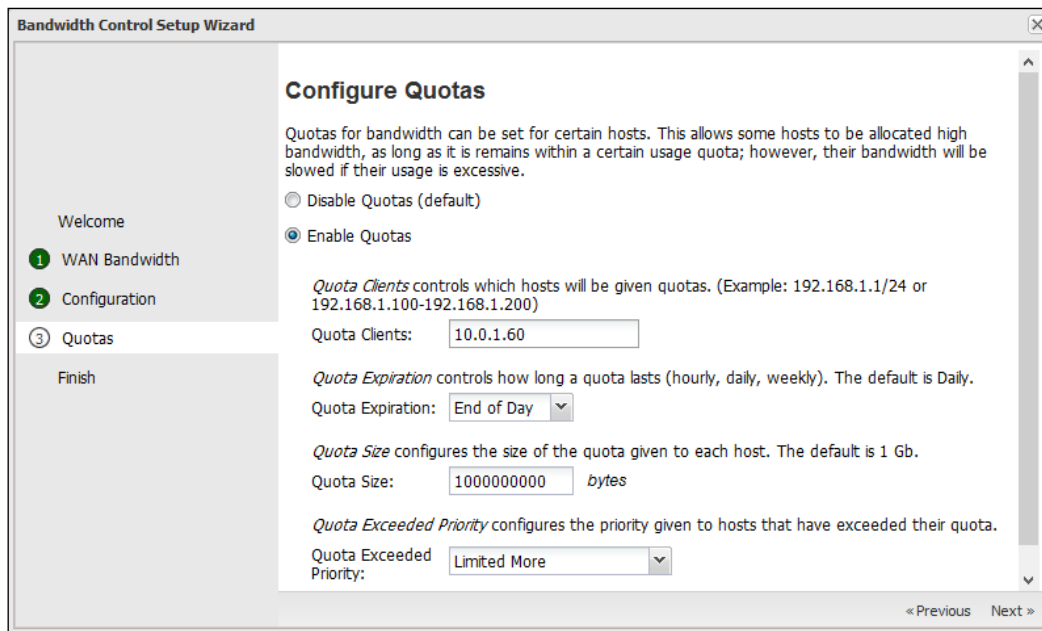 Bandwidth Control Setup Wizard
Welcome
1 WAN Bandwidth
2 Configuration
3 Quotas
Finish
Configure Quotas
Quotas for bandwidth can be set for certain hosts. This allows some hosts to be allocated high
bandwidth, as long as it is remains within a certain usage quota; however, their bandwidth will be
slowed if their usage is excessive.
Disable Quotas (default)
Enable Quotas
Quota Clients controls which hosts will be given quotas. (Example: 192.168.1.1/24 or
192.168.1.100-192.168.1.200)
Quota Clients: 10.0.1.60
Quota Expiration controls how long a quota lasts (hourly, daily, weekly). The default is Daily.
Quota Expiration: End of Day
Quota Size configures the size of the quota given to each host. The default is 1 Gb.
Quota Size: 1000000000 bytes
Quota Exceeded Priority configures the priority given to hosts that have exceeded their quota.
Quota Exceeded
Priority: Limited More
« Previous Next »